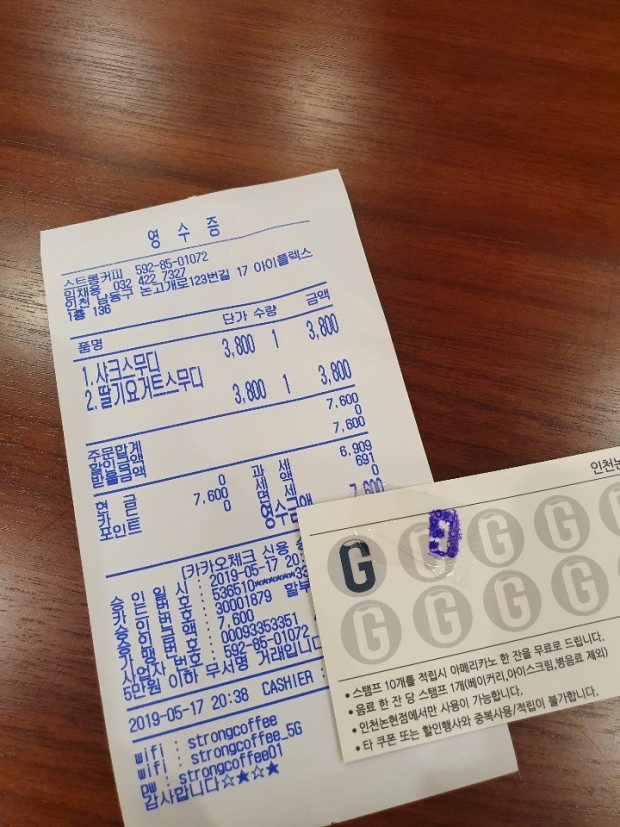 영수증
스트롱커피 592-85-01072
임채용 032 422 7327
인천 남동구 논고개로123번길 17 아이플렉스
1층 136
품명 단가 수량 금액
1.사크스무디 3,800 1 3,800
2.딸기요거트스무디 3,800 1 3,800
주문합계 7,600
할인금액 0
받을금액 7,600
현 금 0 과 세 6,909
카 드 7,600 세 691
포인트 0 면 세 0
영수금액 7,600
[카카오체크 신용 승
승 인 일 시 : 2019-05-17 20:
카 드 번 호 : 536510******33
승 인 번 호 : 30001879 할부
승 인 금 액 : 7,600
가 맹 번 호 : 00093353351
사업자 번호 : 592-85-01072
5만원 이하 무서명 거래입니다
2019-05-17 20:38 CASHIER :
wifi : strongcoffee
wifi : strongcoffee_5G
pw : strongcoffee01
감사합니다☆★☆★
인천논
G G G G
G G G G
• 스탬프 10개를 적립시 아메리카노 한 잔을 무료로 드립니다.
• 음료 한 잔 당 스탬프 1개(베이커리,아이스크림,병음료 제외)
• 인천논현점에서만 사용이 가능합니다.
• 타 쿠폰 또는 할인행사와 중복사용/적립이 불가합니다.